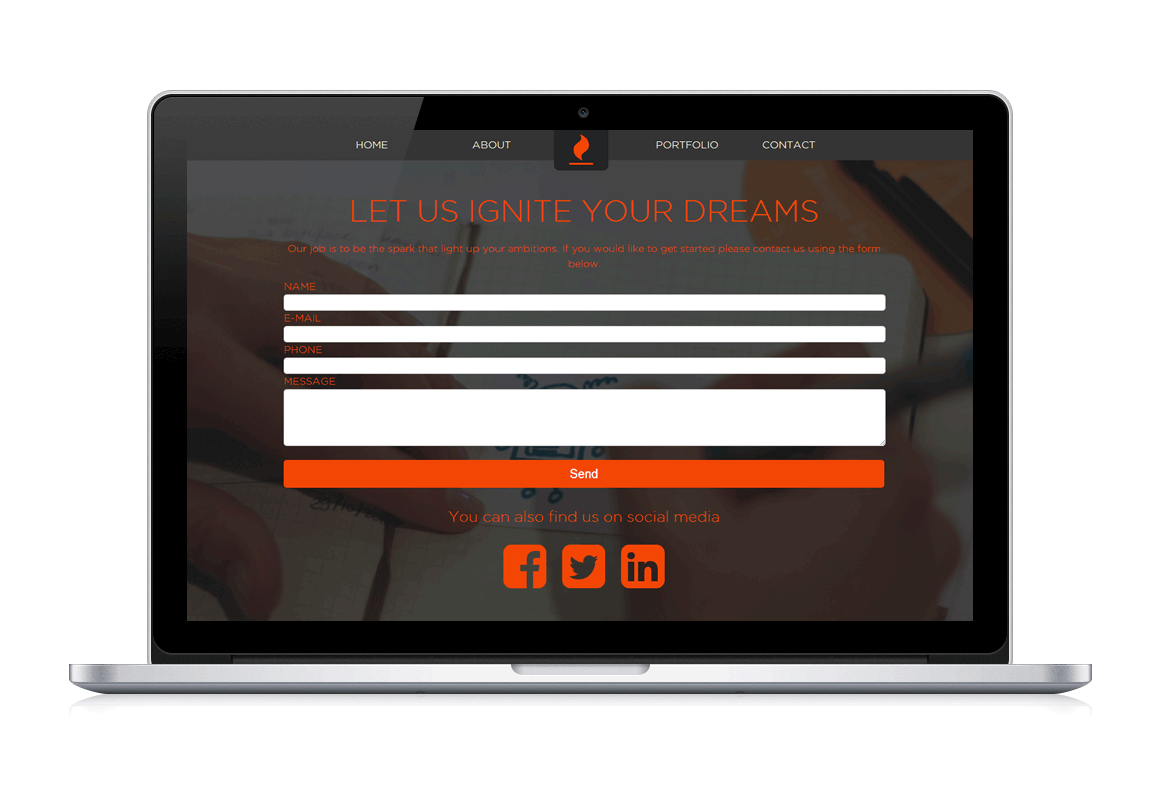 HOME ABOUT PORTFOLIO CONTACT
LET US IGNITE YOUR DREAMS
Our job is to be the spark that light up your ambitions. If you would like to get started please contact us using the form
below.
NAME
E-MAIL
PHONE
MESSAGE
Send
You can also find us on social media